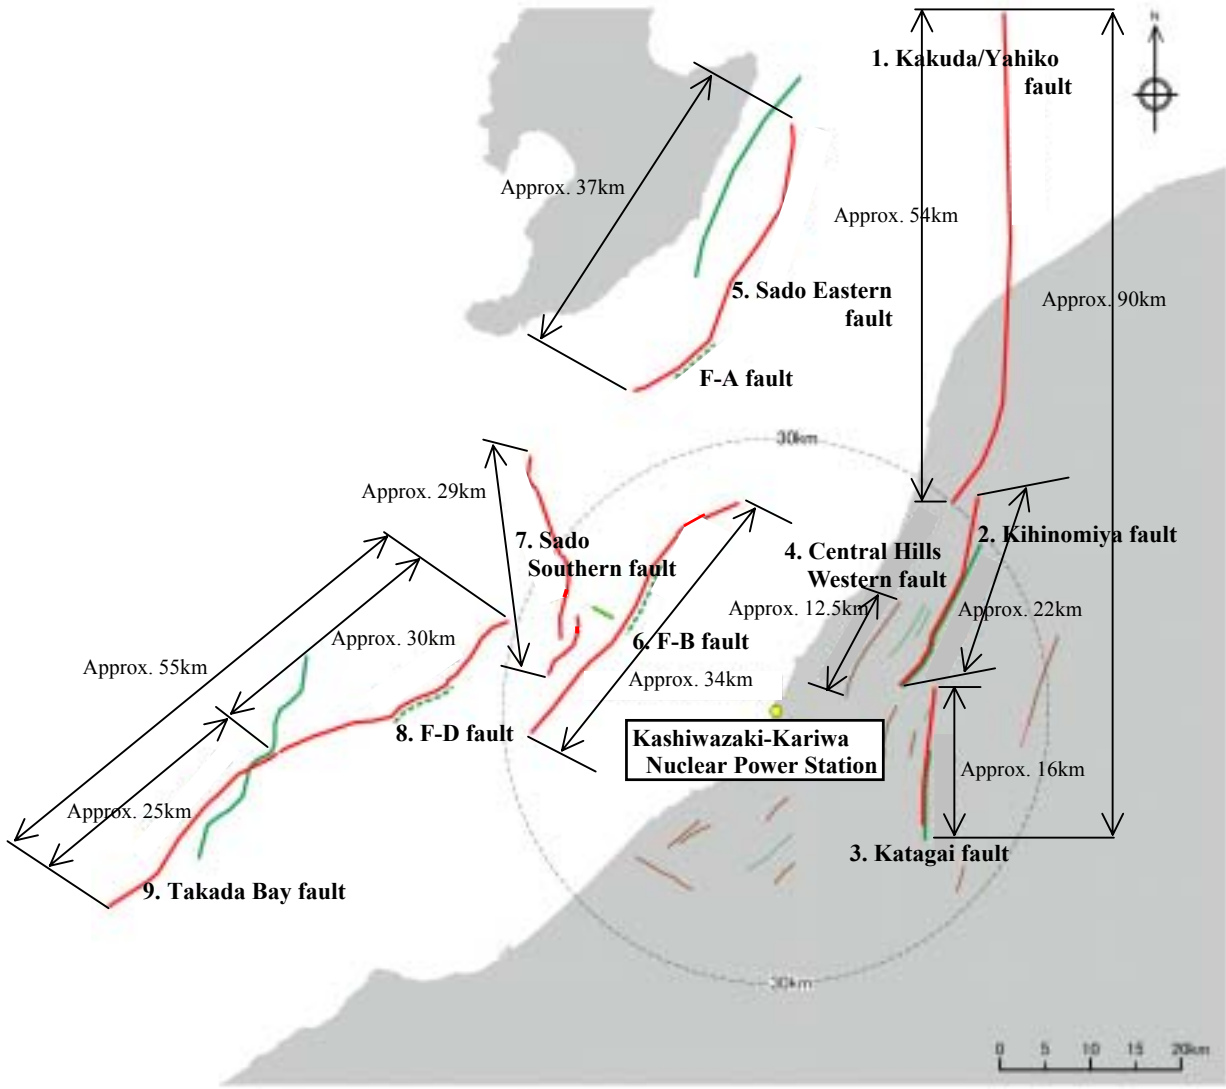 N
1. Kakuda/Yahiko
fault
Approx. 37km
Approx. 54km
5. Sado Eastern
fault
Approx. 90km
F-A fault
30km
Approx. 29km
7. Sado
Southern fault
4. Central Hills
Western fault
2. Kihinomiya fault
Approx. 12.5km
Approx. 22km
Approx. 30km
6. F-B fault
Approx. 55km
Approx. 34km
8. F-D fault
Kashiwazaki-Kariwa
Nuclear Power Station
Approx. 16km
Approx. 25km
3. Katagai fault
9. Takada Bay fault
30km
0 5 10 15 20km